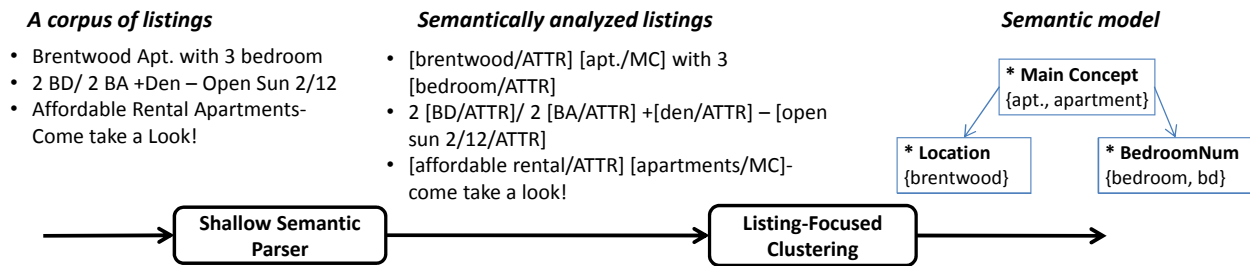 A corpus of listings
• Brentwood Apt. with 3 bedroom
• 2 BD/ 2 BA +Den – Open Sun 2/12
• Affordable Rental Apartments-
Come take a Look!
Semantically analyzed listings
• [brentwood/ATTR] [apt./MC] with 3
[bedroom/ATTR]
• 2 [BD/ATTR]/ 2 [BA/ATTR] +[den/ATTR] – [open
sun 2/12/ATTR]
• [affordable rental/ATTR] [apartments/MC]-
come take a look!
Semantic model
* Main Concept
{apt., apartment}
* Location
{brentwood}
* BedroomNum
{bedroom, bd}
Shallow Semantic
Parser
Listing-Focused
Clustering